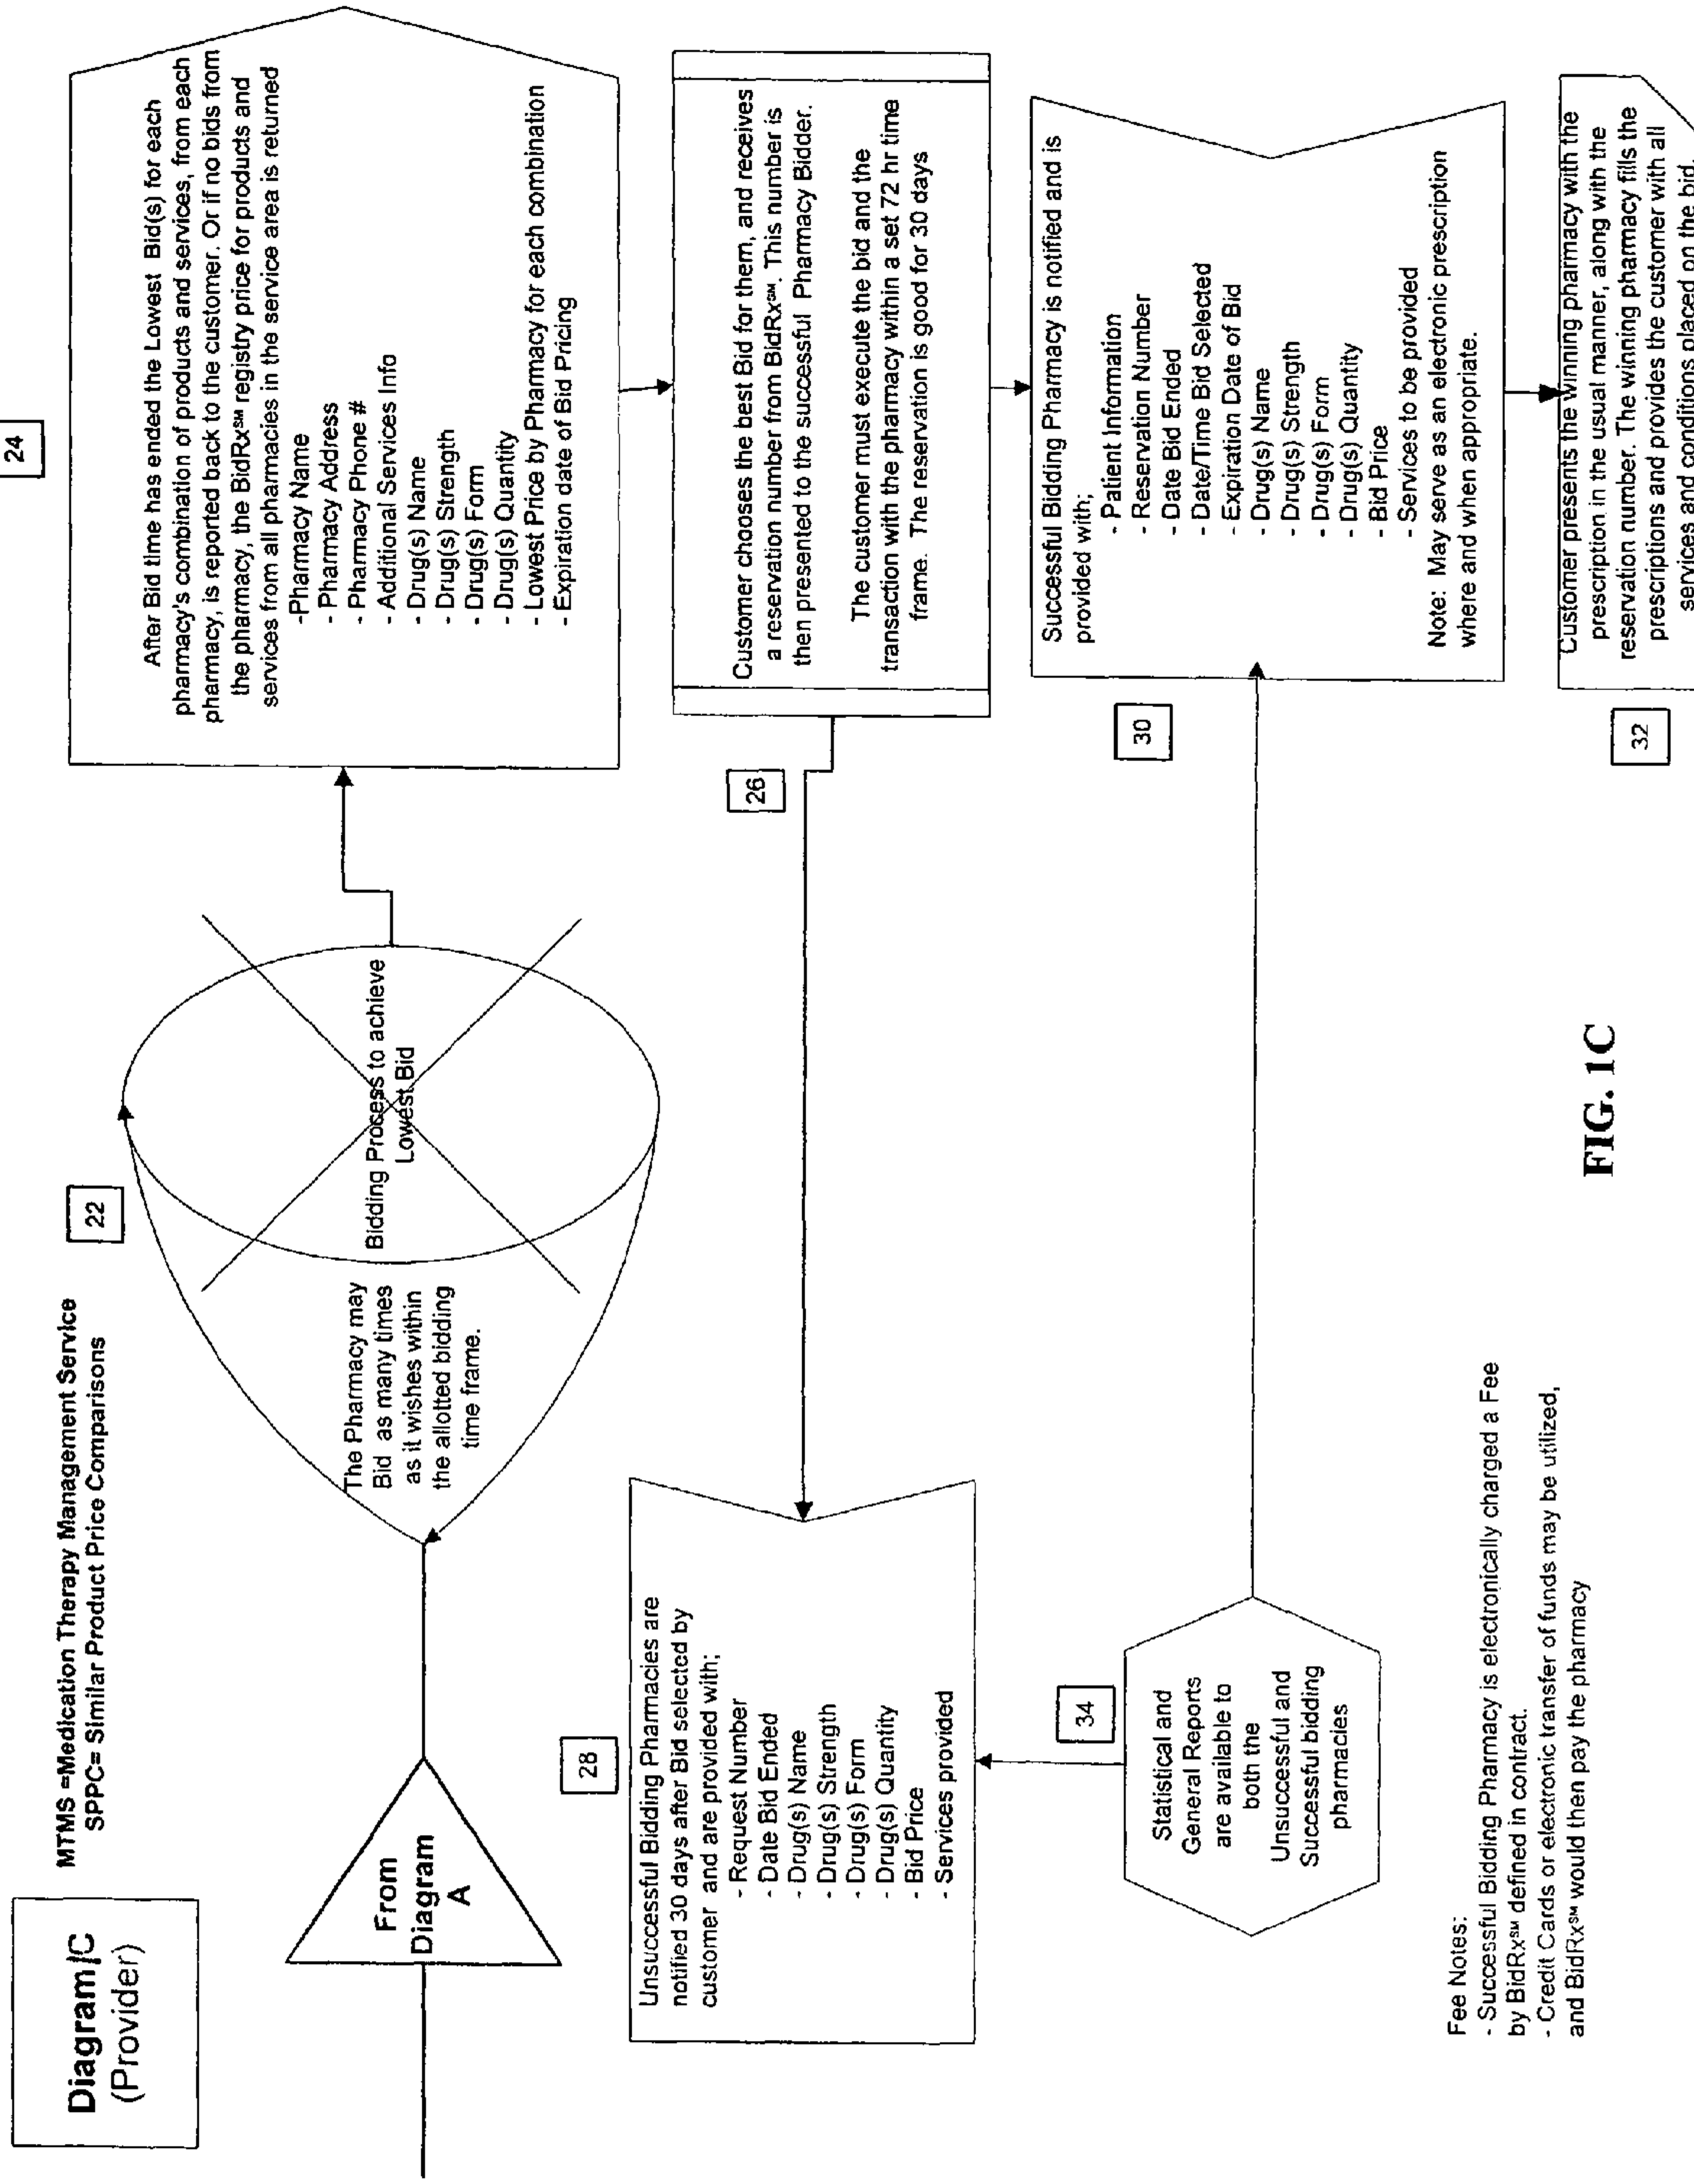 Diagram/C
(Provider)
MTMS =Medication Therapy Management Service
SPPC= Similar Product Price Comparisons
From
Diagram
A
22
The Pharmacy may
Bid as many times
as it wishes within
the allotted bidding
time frame.
Bidding Process to achieve
Lowest Bid
24
After Bid time has ended the Lowest Bid(s) for each
pharmacy's combination of products and services, from each
pharmacy, is reported back to the customer. Or if no bids from
the pharmacy, the BidRx℠ registry price for products and
services from all pharmacies in the service area is returned
-Pharmacy Name
- Pharmacy Address
- Pharmacy Phone #
- Additional Services Info
- Drug(s) Name
- Drug(s) Strength
- Drug(s) Form
- Drug(s) Quantity
- Lowest Price by Pharmacy for each combination
- Expiration date of Bid Pricing
26
Customer chooses the best Bid for them, and receives
a reservation number from BidRx℠. This number is
then presented to the successful Pharmacy Bidder.
The customer must execute the bid and the
transaction with the pharmacy within a set 72 hr time
frame. The reservation is good for 30 days
28
Unsuccessful Bidding Pharmacies are
notified 30 days after Bid selected by
customer and are provided with;
- Request Number
- Date Bid Ended
- Drug(s) Name
- Drug(s) Strength
- Drug(s) Form
- Drug(s) Quantity
- Bid Price
- Services provided
30
Successful Bidding Pharmacy is notified and is
provided with;
- Patient Information
- Reservation Number
- Date Bid Ended
- Date/Time Bid Selected
- Expiration Date of Bid
- Drug(s) Name
- Drug(s) Strength
- Drug(s) Form
- Drug(s) Quantity
- Bid Price
- Services to be provided
Note: May serve as an electronic prescription
where and when appropriate.
34
Statistical and
General Reports
are available to
both the
Unsuccessful and
Successful bidding
pharmacies
32
Customer presents the winning pharmacy with the
prescription in the usual manner, along with the
reservation number. The winning pharmacy fills the
prescriptions and provides the customer with all
services and conditions placed on the bid.
Fee Notes:
- Successful Bidding Pharmacy is electronically charged a Fee
by BidRx℠ defined in contract.
- Credit Cards or electronic transfer of funds may be utilized,
and BidRx℠ would then pay the pharmacy
FIG. 1C